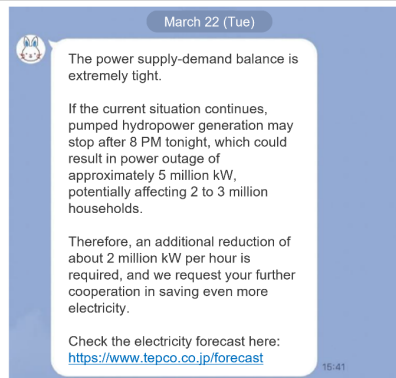 March 22 (Tue)
The power supply-demand balance is
extremely tight.
If the current situation continues,
pumped hydropower generation may
stop after 8 PM tonight, which could
result in power outage of
approximately 5 million kW,
potentially affecting 2 to 3 million
households.
Therefore, an additional reduction of
about 2 million kW per hour is
required, and we request your further
cooperation in saving even more
electricity.
Check the electricity forecast here:
https://www.tepco.co.jp/forecast
15:41